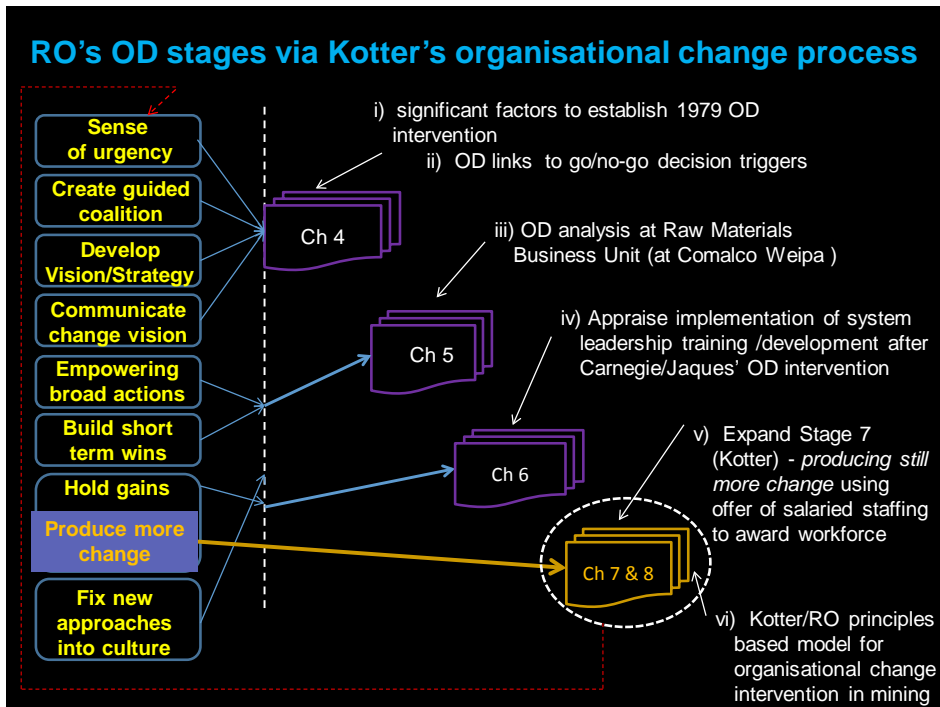 RO's OD stages via Kotter's organisational change process
Sense
of urgency
Create guided
coalition
Develop
Vision/Strategy
Communicate
change vision
Empowering
broad actions
Build short
term wins
Hold gains
Produce more
change
Fix new
approaches
into culture
i) significant factors to establish 1979 OD
intervention
ii) OD links to go/no-go decision triggers
Ch 4
iii) OD analysis at Raw Materials
Business Unit (at Comalco Weipa )
Ch 5
iv) Appraise implementation of system
leadership training /development after
Carnegie/Jaques' OD intervention
Ch 6
v) Expand Stage 7
(Kotter) - producing still
more change using
offer of salaried staffing
to award workforce
Ch 7 & 8
vi) Kotter/RO principles
based model for
organisational change
intervention in mining